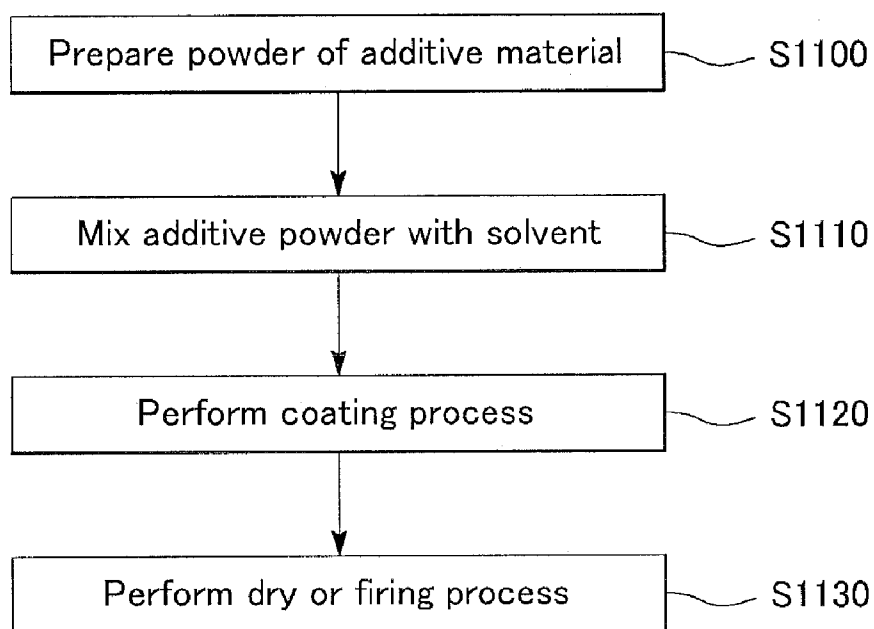 Prepare powder of additive material S1100
Mix additive powder with solvent S1110
Perform coating process S1120
Perform dry or firing process S1130